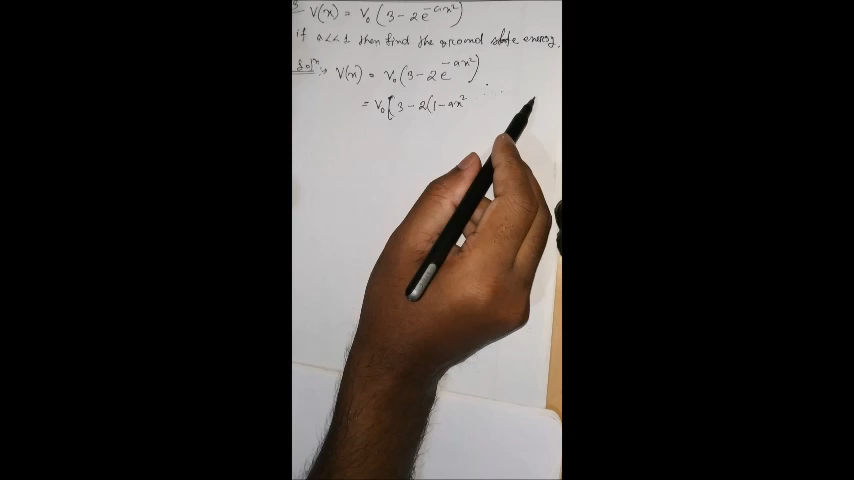 V(x) = V₀ (3 - 2e^{-ax²})
if a<<1 then find the ground state energy.
Solⁿ: V(x) = V₀ (3 - 2e^{-ax²})
= V₀ [3 - 2(1 - ax²